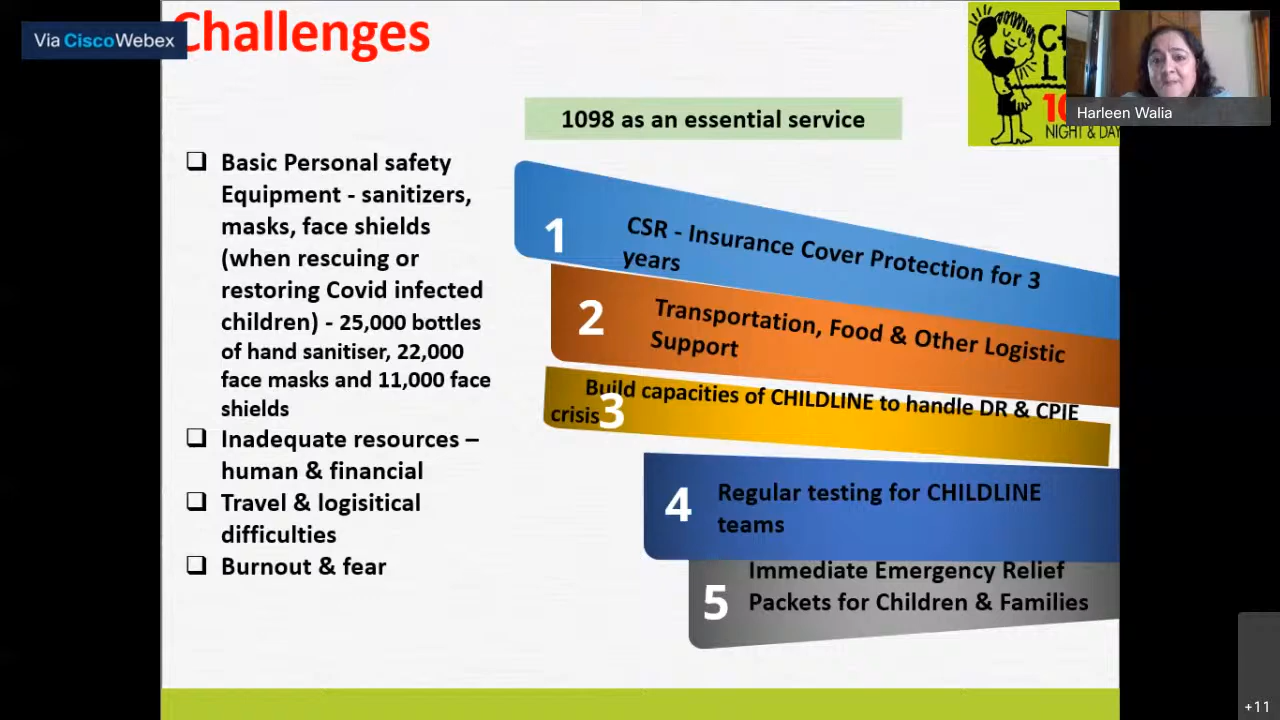 Challenges
Via CiscoWebex
Harleen Walia
NIGHT & DAY
1098 as an essential service
❑ Basic Personal safety
Equipment - sanitizers,
masks, face shields
(when rescuing or
restoring Covid infected
children) - 25,000 bottles
of hand sanitiser, 22,000
face masks and 11,000 face
shields
❑ Inadequate resources –
human & financial
❑ Travel & logisitical
difficulties
❑ Burnout & fear
1 CSR - Insurance Cover Protection for 3
years
2 Transportation, Food & Other Logistic
Support
3 Build capacities of CHILDLINE to handle DR & CPIE
crisis
4 Regular testing for CHILDLINE
teams
5 Immediate Emergency Relief
Packets for Children & Families
+11